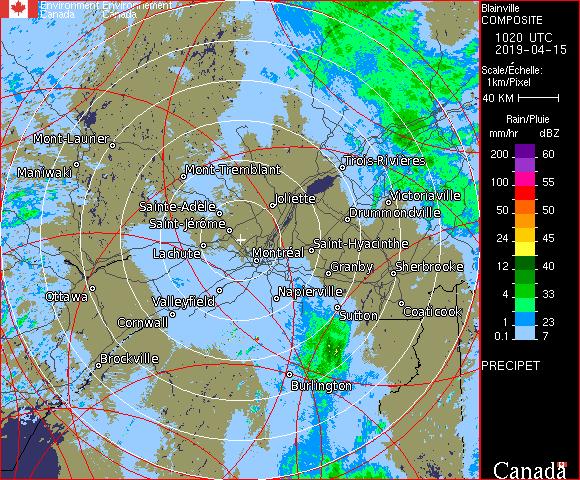 Environment Environnement
Canada Canada
Blainville
COMPOSITE
1020 UTC
2019-04-15
Scale/Échelle:
1km/Pixel
40 KM
Rain/Pluie
mm/hr dBZ
200 60
100 55
50 50
24 45
12 40
4 33
1 23
0.1 7
PRECIPET
Canada
Mont-Laurier
Maniwaki
Mont-Tremblant
Trois-Rivières
Joliette
Victoriaville
Sainte-Adèle
Drummondville
Saint-Jérôme
Saint-Hyacinthe
Lachute
Montréal
Granby
Sherbrooke
Ottawa
Valleyfield
Napierville
Coaticook
Cornwall
Sutton
Brockville
Burlington